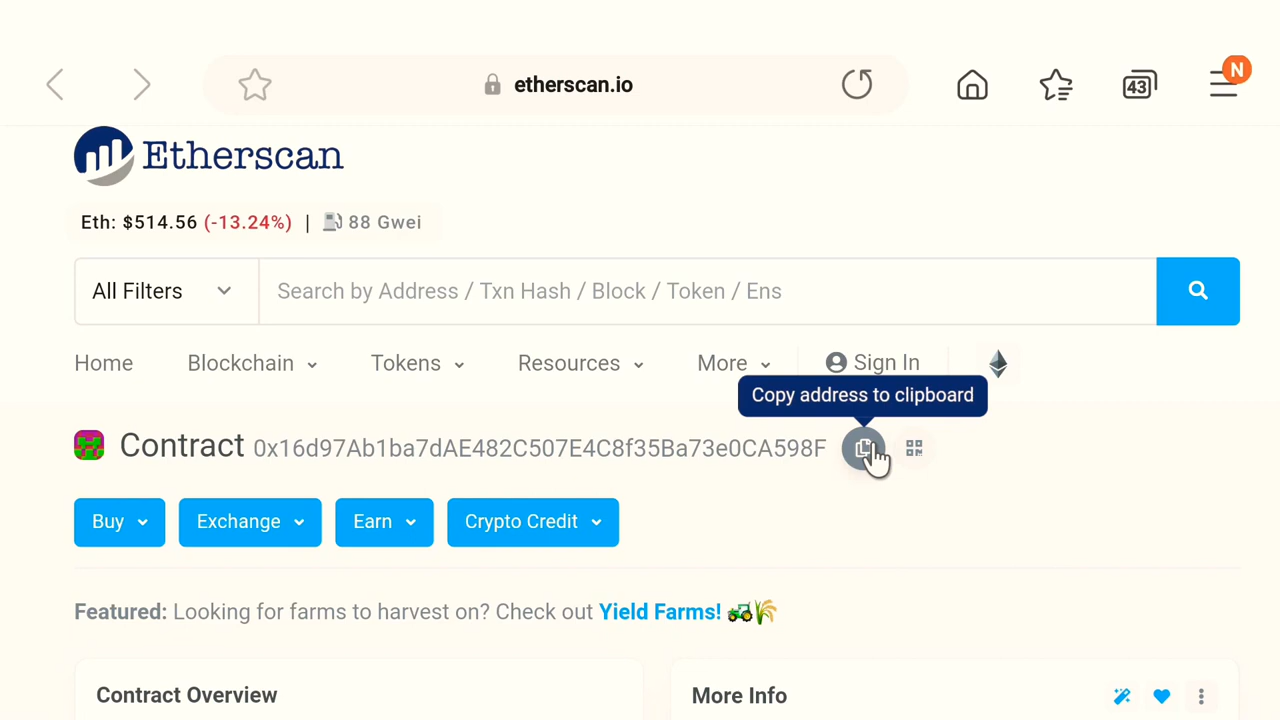 etherscan.io
43
N
Etherscan
Eth: $514.56 (-13.24%) | 88 Gwei
All Filters
Search by Address / Txn Hash / Block / Token / Ens
Home Blockchain Tokens Resources More Sign In
Copy address to clipboard
Contract 0x16d97Ab1ba7dAE482C507E4C8f35Ba73e0CA598F
Buy Exchange Earn Crypto Credit
Featured: Looking for farms to harvest on? Check out Yield Farms!
Contract Overview
More Info